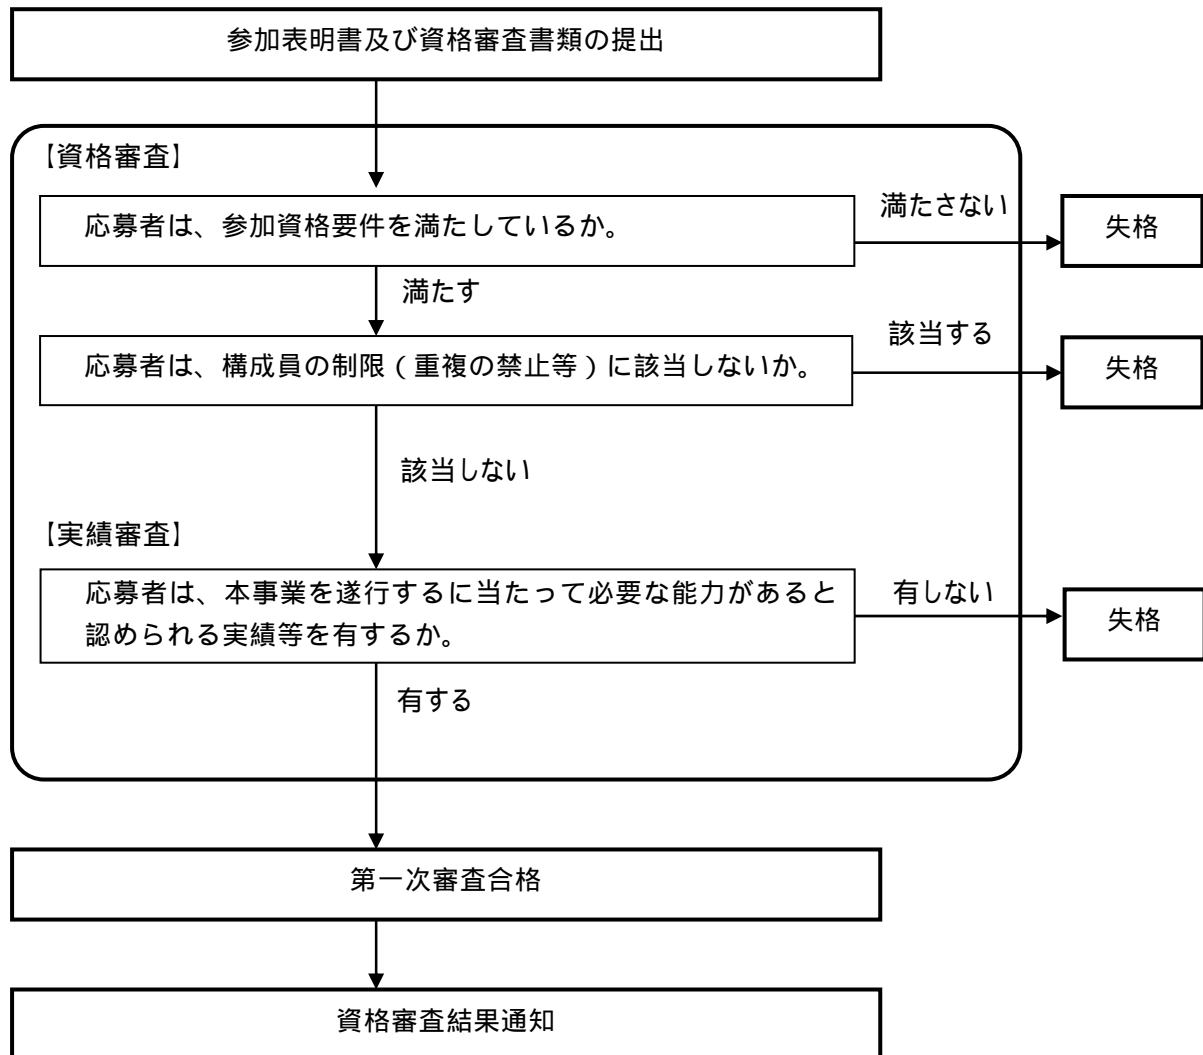 参加表明書及び資格審査書類の提出
【資格審査】
応募者は、参加資格要件を満たしているか。
満たさない
失格
満たす
応募者は、構成員の制限（重複の禁止等）に該当しないか。
該当する
失格
該当しない
【実績審査】
応募者は、本事業を遂行するに当たって必要な能力があると
認められる実績等を有するか。
有しない
失格
有する
第一次審査合格
資格審査結果通知